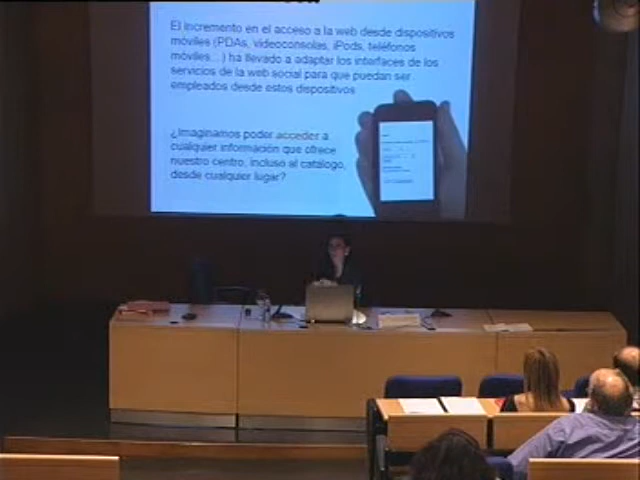 El incremento en el acceso a la web desde dispositivos
móviles (PDAs, videoconsolas, iPods, teléfonos
móviles...) ha llevado a adaptar los interfaces de los
servicios de la web social para que puedan ser
empleados desde estos dispositivos
¿Imaginamos poder acceder a
cualquier información que ofrece
nuestro centro, incluso al catálogo,
desde cualquier lugar?